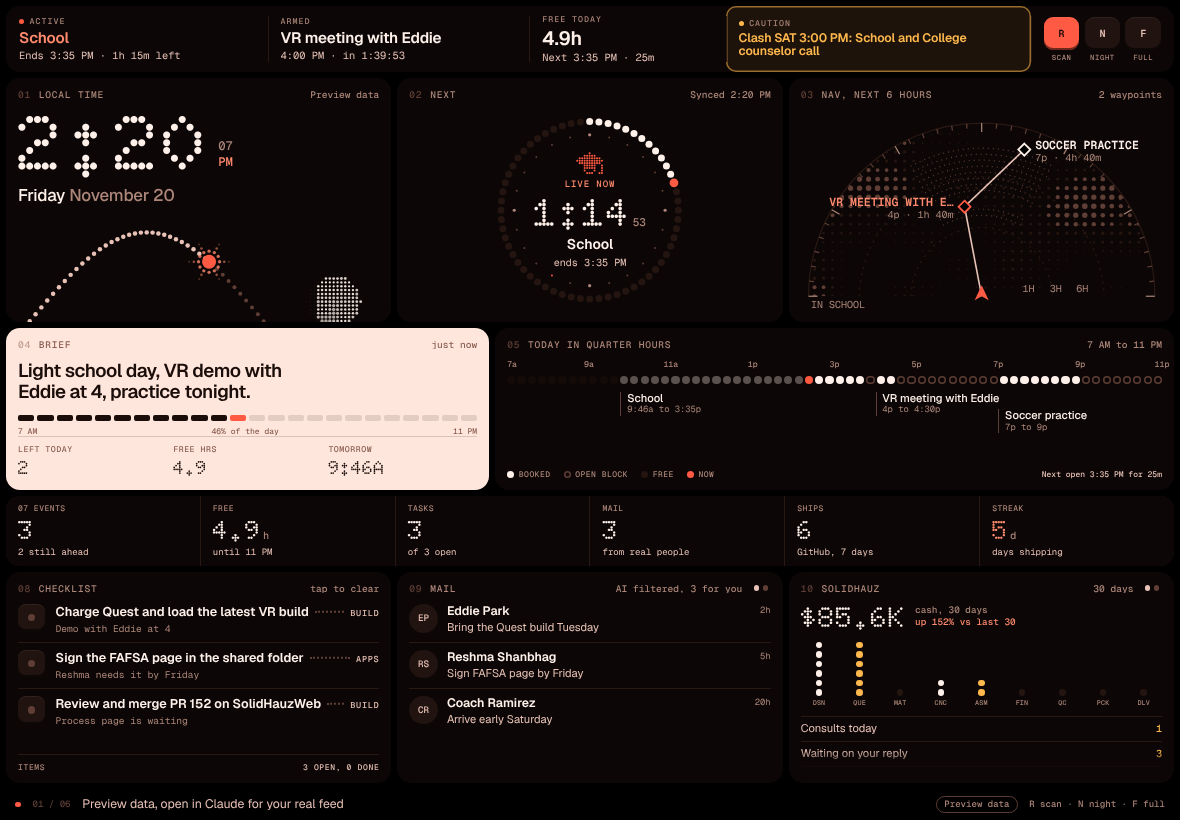 ACTIVE
School
Ends 3:35 PM · 1h 15m left
ARMED
VR meeting with Eddie
4:00 PM · in 1:39:53
FREE TODAY
4.9h
Next 3:35 PM · 25m
CAUTION
Clash SAT 3:00 PM: School and College
counselor call
R
N
F
SCAN
NIGHT
FULL
01 LOCAL TIME
Preview data
2:20
07
PM
Friday November 20
02 NEXT
Synced 2:20 PM
LIVE NOW
1:14 53
School
ends 3:35 PM
03 NAV, NEXT 6 HOURS
2 waypoints
SOCCER PRACTICE
7p · 4h 40m
VR MEETING WITH E…
4p · 1h 40m
1H 3H 6H
IN SCHOOL
04 BRIEF
just now
Light school day, VR demo with
Eddie at 4, practice tonight.
7 AM
46% of the day
11 PM
LEFT TODAY
2
FREE HRS
4.9
TOMORROW
9:46A
05 TODAY IN QUARTER HOURS
7 AM to 11 PM
7a 9a 11a 1p 3p 5p 7p 9p 11p
School
9:46a to 3:35p
VR meeting with Eddie
4p to 4:30p
Soccer practice
7p to 9p
BOOKED
OPEN BLOCK
FREE
NOW
Next open 3:35 PM for 25m
07 EVENTS
3
2 still ahead
FREE
4.9 h
until 11 PM
TASKS
3
of 3 open
MAIL
3
from real people
SHIPS
6
GitHub, 7 days
STREAK
5 d
days shipping
08 CHECKLIST
tap to clear
Charge Quest and load the latest VR build
BUILD
Demo with Eddie at 4
Sign the FAFSA page in the shared folder
APPS
Reshma needs it by Friday
Review and merge PR 152 on SolidHauzWeb
BUILD
Process page is waiting
ITEMS
3 OPEN, 0 DONE
09 MAIL
AI filtered, 3 for you
EP
Eddie Park
2h
Bring the Quest build Tuesday
RS
Reshma Shanbhag
5h
Sign FAFSA page by Friday
CR
Coach Ramirez
20h
Arrive early Saturday
10 SOLIDHAUZ
30 days
$85.6K
cash, 30 days
up 152% vs last 30
DSN QUE MAT CNC ASM FIN QC PCK DLV
Consults today
1
Waiting on your reply
3
01 / 06
Preview data, open in Claude for your real feed
Preview data
R scan · N night · F full